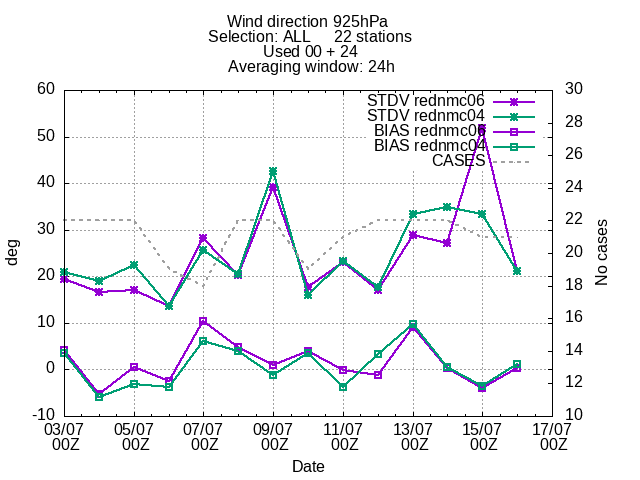 Wind direction 925hPa
Selection: ALL 22 stations
Used 00 + 24
Averaging window: 24h
STDV rednmc06
STDV rednmc04
BIAS rednmc06
BIAS rednmc04
CASES
60
50
40
30
20
10
0
-10
deg
30
28
26
24
22
20
18
16
14
12
10
No cases
03/07 05/07 07/07 09/07 11/07 13/07 15/07 17/07
00Z 00Z 00Z 00Z 00Z 00Z 00Z 00Z
Date